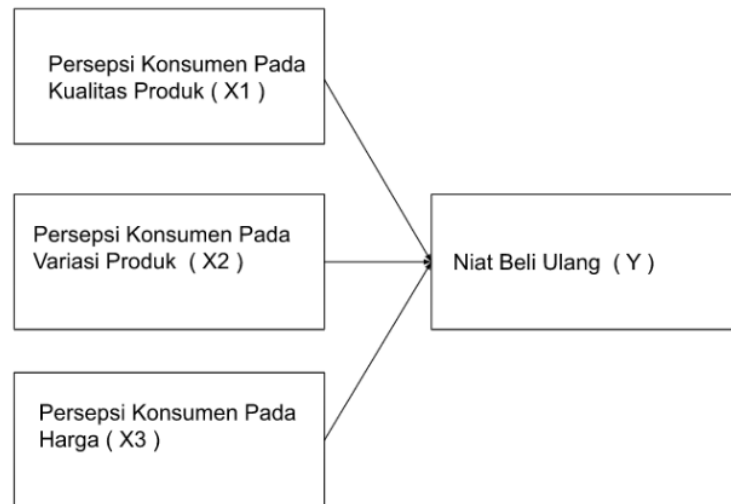 Persepsi Konsumen Pada
Kualitas Produk ( X1 )
Persepsi Konsumen Pada
Variasi Produk ( X2 )
Niat Beli Ulang ( Y )
Persepsi Konsumen Pada
Harga ( X3 )